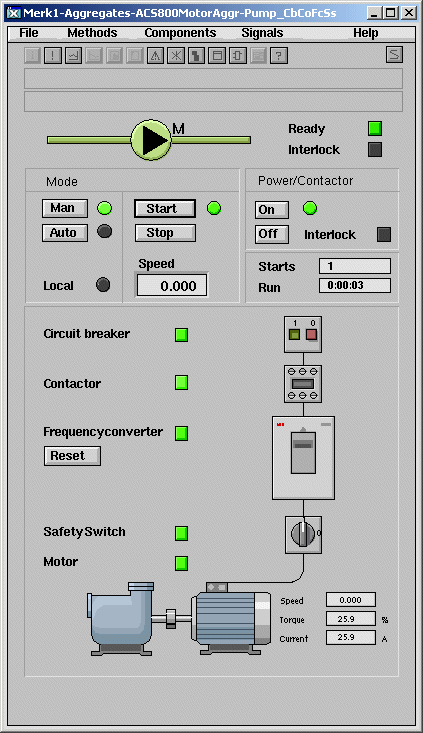 Merk1-Aggregates-ACS800MotorAggr-Pump_CbCoFcSs
File Methods Components Signals Help
! ? S
M
Ready
Interlock
Mode
Power/Contactor
Man Start On
Auto Stop Off Interlock
Speed
0.000
Local
Starts 1
Run 0:00:03
Circuit breaker
1 0
Contactor
Frequencyconverter
Reset
SafetySwitch
0
Motor
Speed 0.000
Torque 25.9 %
Current 25.9 A